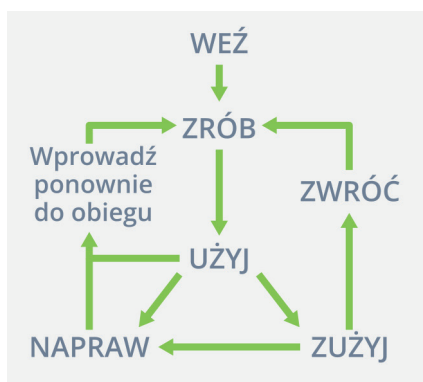 WEŹ
ZRÓB
Wprowadź
ponownie
do obiegu
ZWRÓĆ
UŻYJ
NAPRAW
ZUŻYJ